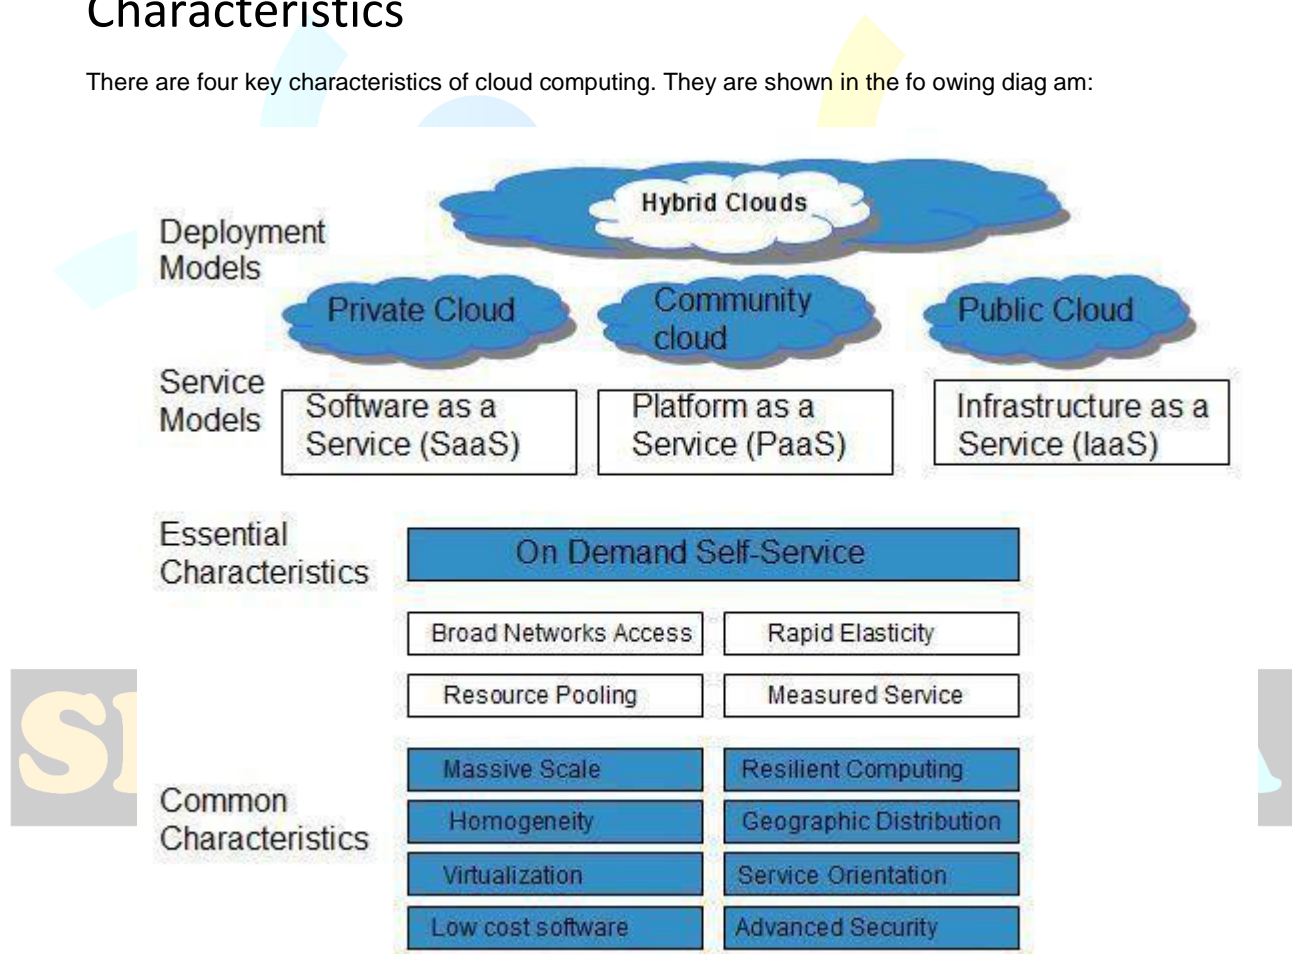 Characteristics
There are four key characteristics of cloud computing. They are shown in the fo owing diag am:
Hybrid Clouds
Deployment
Models
Private Cloud
Community
cloud
Public Cloud
Service
Models
Software as a
Service (SaaS)
Platform as a
Service (PaaS)
Infrastructure as a
Service (IaaS)
Essential
Characteristics
On Demand Self-Service
Broad Networks Access
Rapid Elasticity
Resource Pooling
Measured Service
Common
Characteristics
Massive Scale
Resilient Computing
Homogeneity
Geographic Distribution
Virtualization
Service Orientation
Low cost software
Advanced Security